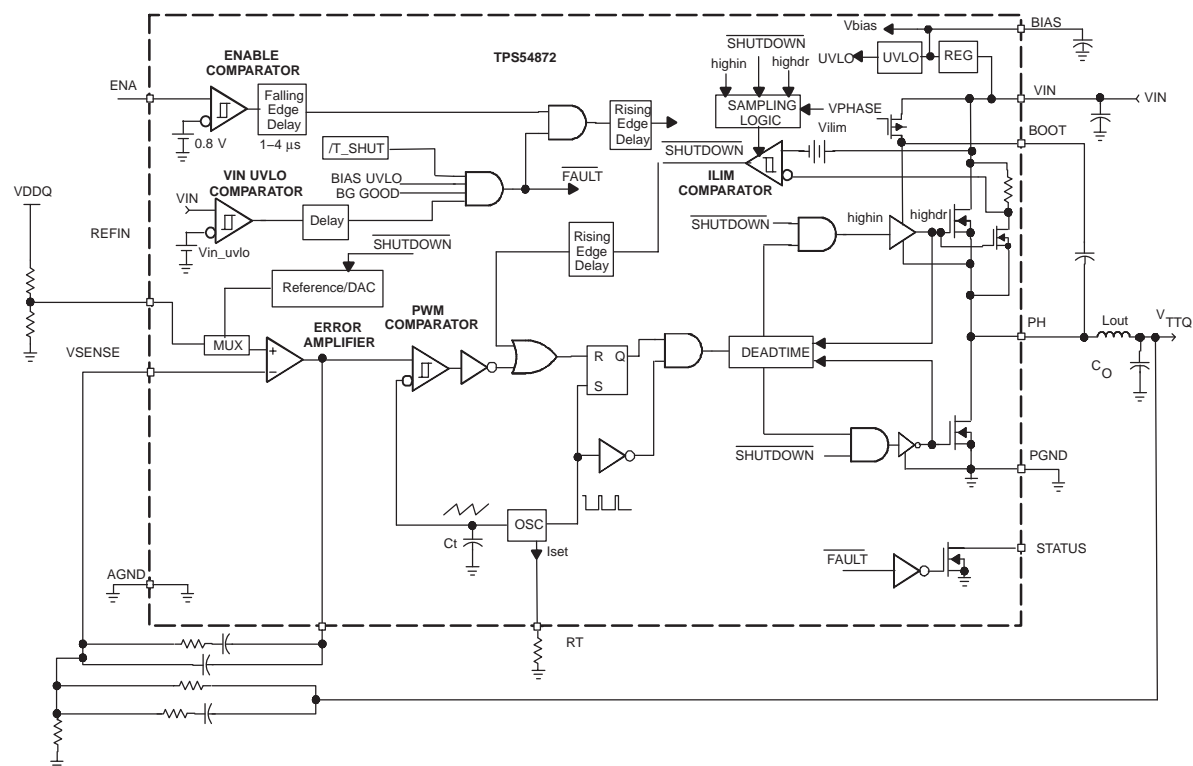 BIAS
Vbias
TPS54872
ENABLE
COMPARATOR
SHUTDOWN
highin
highdr
UVLO
UVLO
REG
ENA
Falling
Edge
Delay
0.8 V
1–4 µs
Rising
Edge
Delay
SAMPLING
LOGIC
VPHASE
VIN
VIN
BOOT
Vilim
/T_SHUT
SHUTDOWN
ILIM
COMPARATOR
VIN UVLO
COMPARATOR
BIAS UVLO
BG GOOD
FAULT
VDDQ
VIN
Delay
REFIN
Vin_uvlo
SHUTDOWN
Rising
Edge
Delay
SHUTDOWN
highin
highdr
Reference/DAC
PWM
COMPARATOR
ERROR
AMPLIFIER
MUX
VSENSE
+
–
R Q
S
DEADTIME
PH
Lout
VTTQ
CO
SHUTDOWN
PGND
OSC
Ct
Iset
FAULT
STATUS
AGND
RT